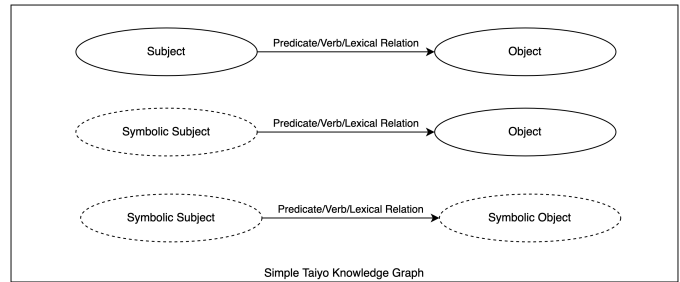 Subject
Predicate/Verb/Lexical Relation
Object
Symbolic Subject
Predicate/Verb/Lexical Relation
Object
Symbolic Subject
Predicate/Verb/Lexical Relation
Symbolic Object
Simple Taiyo Knowledge Graph